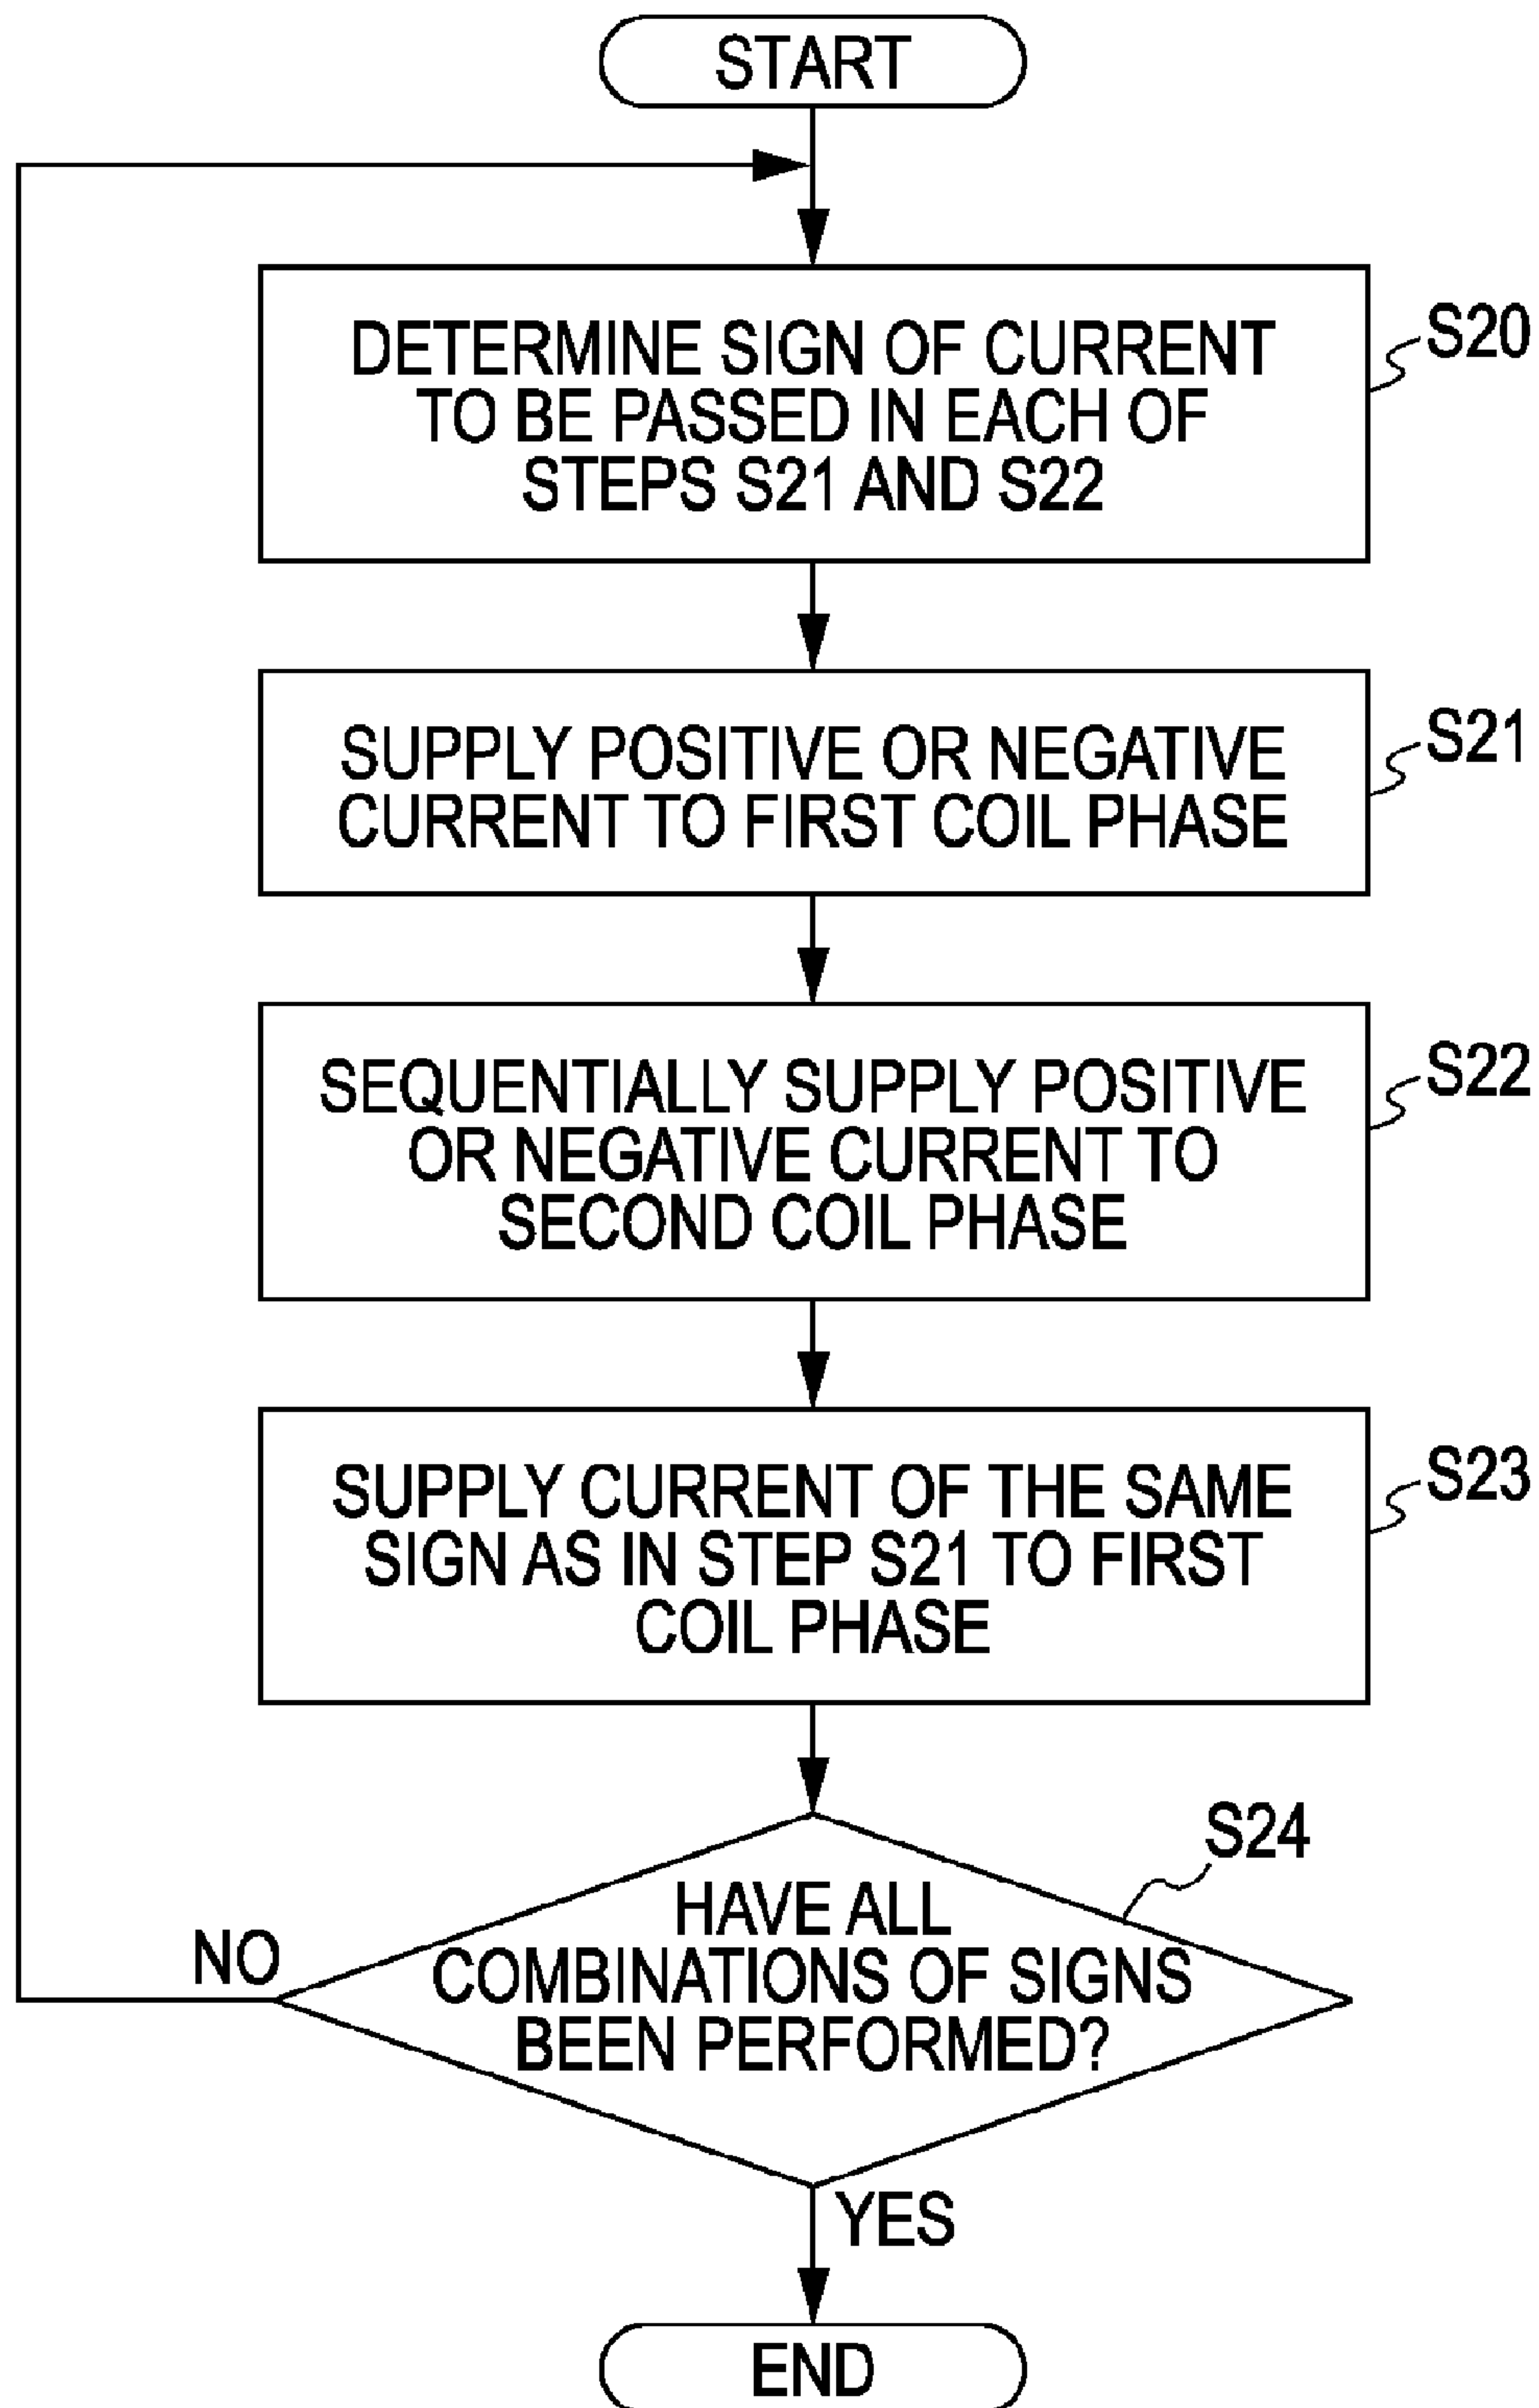 START
DETERMINE SIGN OF CURRENT
TO BE PASSED IN EACH OF
STEPS S21 AND S22
S20
SUPPLY POSITIVE OR NEGATIVE
CURRENT TO FIRST COIL PHASE
S21
SEQUENTIALLY SUPPLY POSITIVE
OR NEGATIVE CURRENT TO
SECOND COIL PHASE
S22
SUPPLY CURRENT OF THE SAME
SIGN AS IN STEP S21 TO FIRST
COIL PHASE
S23
S24
HAVE ALL
COMBINATIONS OF SIGNS
BEEN PERFORMED?
NO
YES
END